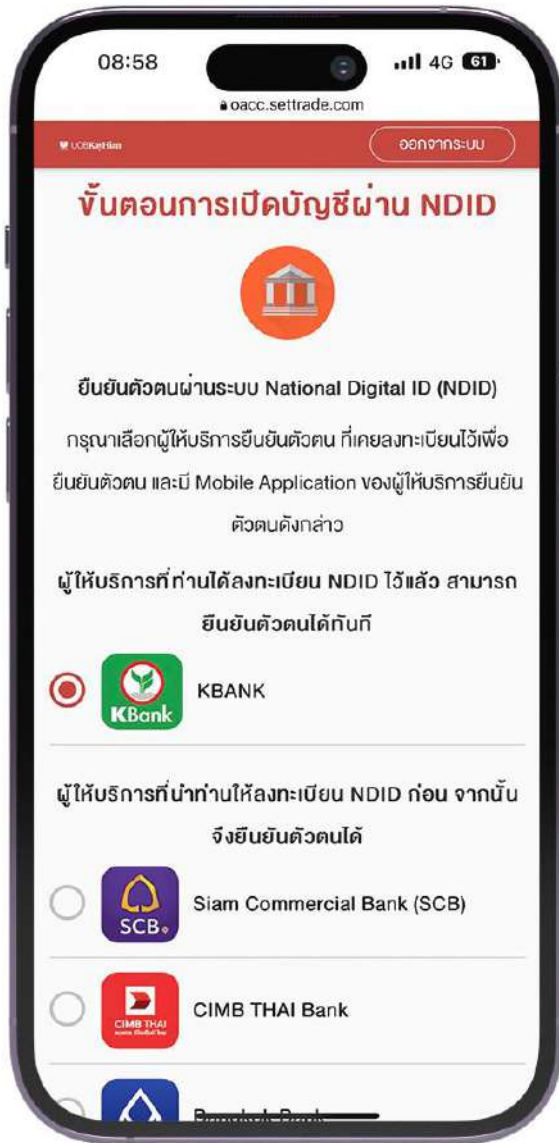 08:58
4G 61
oacc.settrade.com
UOBKayHian
ออกจากระบบ
ขั้นตอนการเปิดบัญชีผ่าน NDID
ยืนยันตัวตนผ่านระบบ National Digital ID (NDID)
กรุณาเลือกผู้ให้บริการยืนยันตัวตน ที่เคยลงทะเบียนไว้เพื่อ
ยืนยันตัวตน และมี Mobile Application ของผู้ให้บริการยืนยัน
ตัวตนดังกล่าว
ผู้ให้บริการที่ท่านได้ลงทะเบียน NDID ไว้แล้ว สามารถ
ยืนยันตัวตนได้ทันที
KBank
KBANK
ผู้ให้บริการที่นำท่านให้ลงทะเบียน NDID ก่อน จากนั้น
จึงยืนยันตัวตนได้
SCB
Siam Commercial Bank (SCB)
CIMB THAI
CIMB THAI Bank
Bangkok Bank